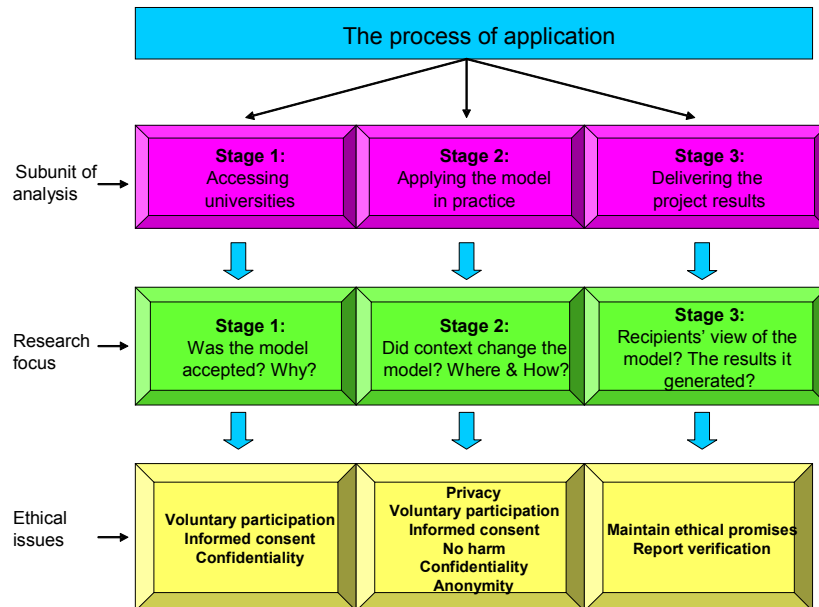 The process of application
Subunit of
analysis
Stage 1:
Accessing
universities
Stage 2:
Applying the model
in practice
Stage 3:
Delivering the
project results
Research
focus
Stage 1:
Was the model
accepted? Why?
Stage 2:
Did context change the
model? Where & How?
Stage 3:
Recipients’ view of the
model? The results it
generated?
Ethical
issues
Voluntary participation
Informed consent
Confidentiality
Privacy
Voluntary participation
Informed consent
No harm
Confidentiality
Anonymity
Maintain ethical promises
Report verification